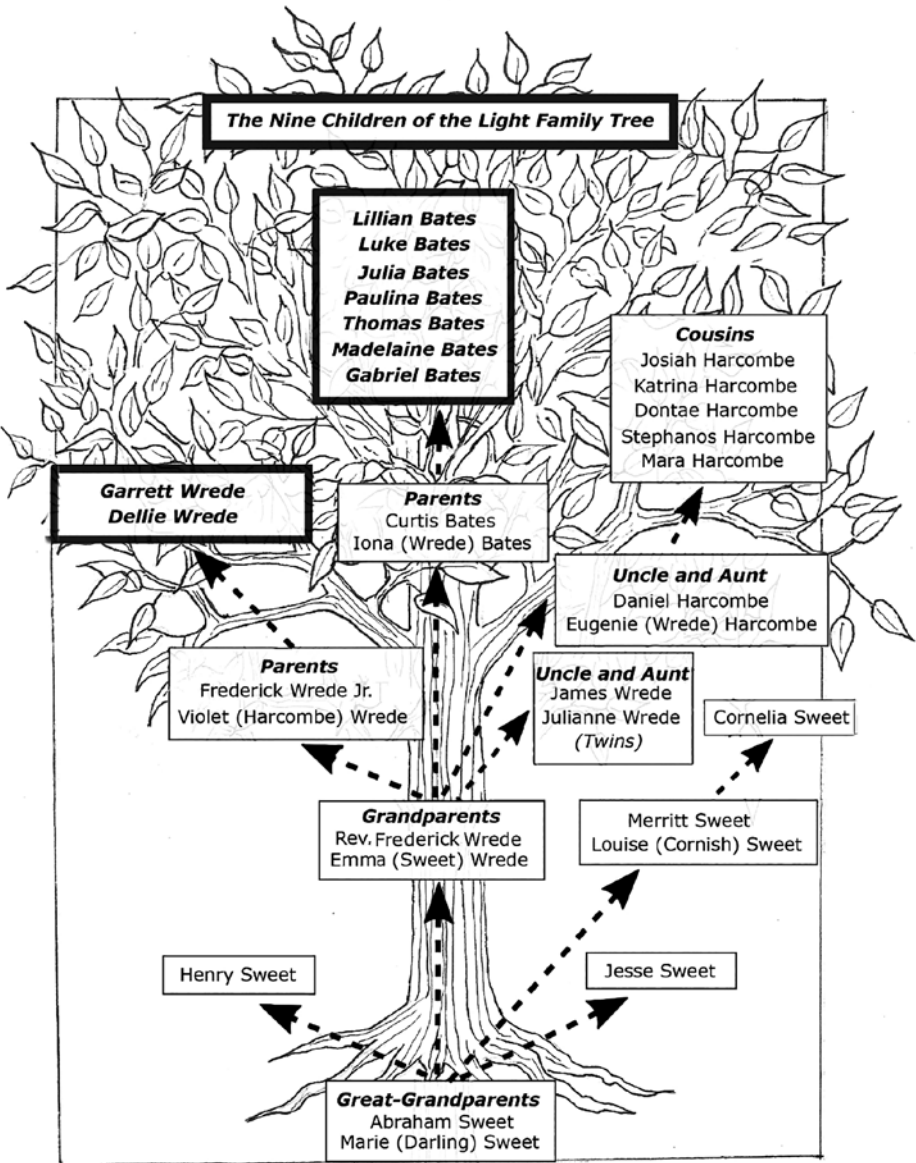 The Nine Children of the Light Family Tree
Lillian Bates
Luke Bates
Julia Bates
Paulina Bates
Thomas Bates
Madelaine Bates
Gabriel Bates
Cousins
Josiah Harcombe
Katrina Harcombe
Dontae Harcombe
Stephanos Harcombe
Mara Harcombe
Garrett Wrede
Dellie Wrede
Parents
Curtis Bates
Iona (Wrede) Bates
Uncle and Aunt
Daniel Harcombe
Eugenie (Wrede) Harcombe
Parents
Frederick Wrede Jr.
Violet (Harcombe) Wrede
Uncle and Aunt
James Wrede
Julianne Wrede
(Twins)
Cornelia Sweet
Grandparents
Rev. Frederick Wrede
Emma (Sweet) Wrede
Merritt Sweet
Louise (Cornish) Sweet
Henry Sweet
Jesse Sweet
Great-Grandparents
Abraham Sweet
Marie (Darling) Sweet